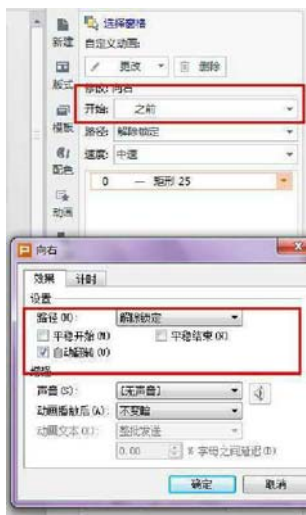 选择窗格
新建 自定义动画:
更改 删除
版式 修改: 向右
开始: 之前
模板 路径: 解除锁定
配色 速度: 中速
0 矩形 25
动画
向右
效果 计时
设置
路径(H): 解除锁定
平稳开始(M) 平稳结束(N)
自动翻转(U)
增强
声音(S): [无声音]
动画播放后(A): 不变暗
动画文本(X): 整批发送
0.00 % 字母之间延迟(D)
确定 取消